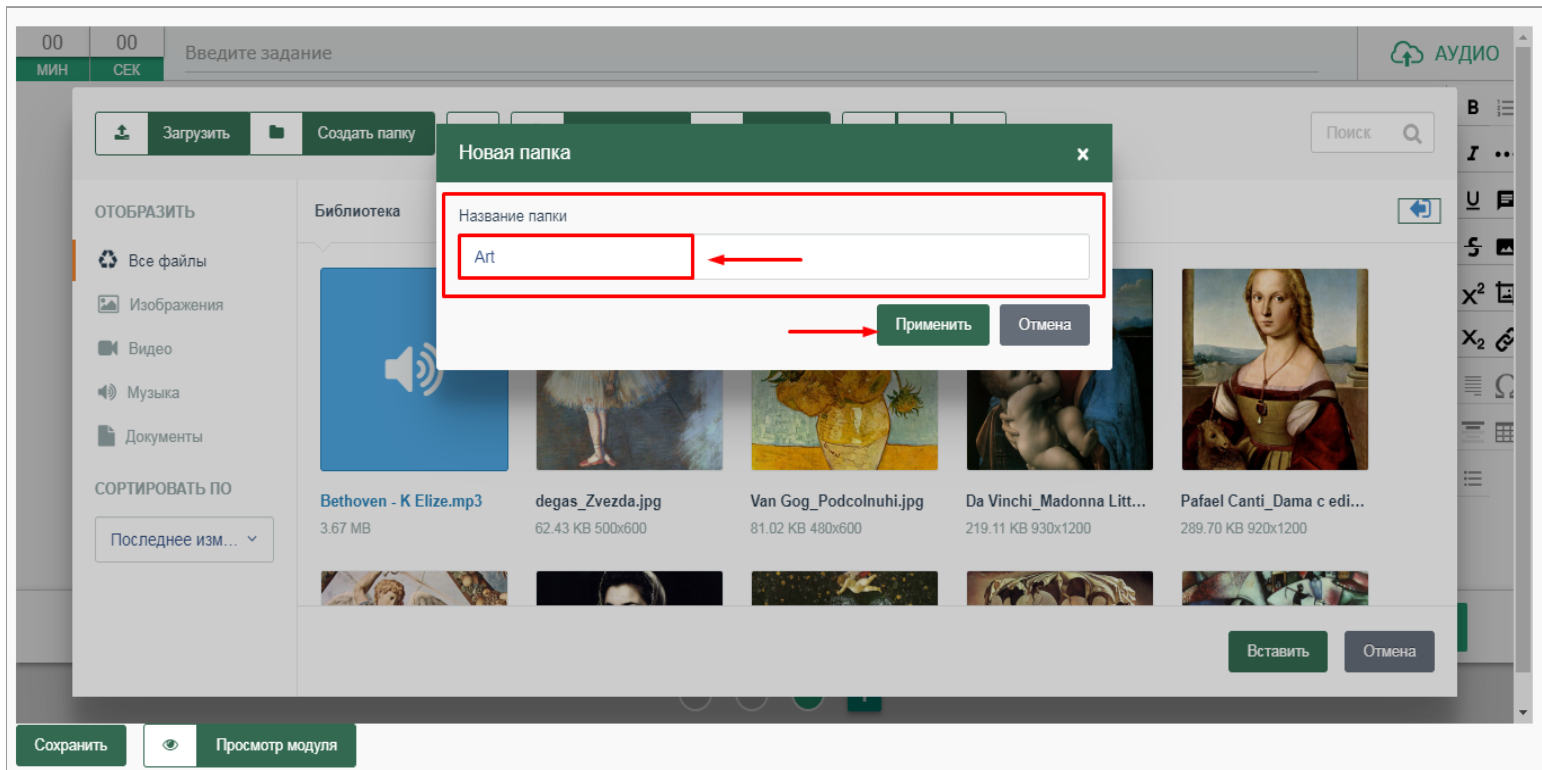 00 00 Введите задание АУДИО
МИН СЕК
Загрузить Создать папку Поиск
Новая папка
ОТОБРАЗИТЬ Библиотека
Название папки
Art
Все файлы
Изображения
Применить Отмена
Видео
Музыка
Документы
СОРТИРОВАТЬ ПО
Последнее изм...
Bethoven - K Elize.mp3 degas_Zvezda.jpg Van Gog_Podcolnuhi.jpg Da Vinchi_Madonna Litt... Pafael Canti_Dama c edi...
3.67 MB 62.43 KB 500x600 81.02 KB 480x600 219.11 KB 930x1200 289.70 KB 920x1200
Вставить Отмена
Сохранить Просмотр модуля